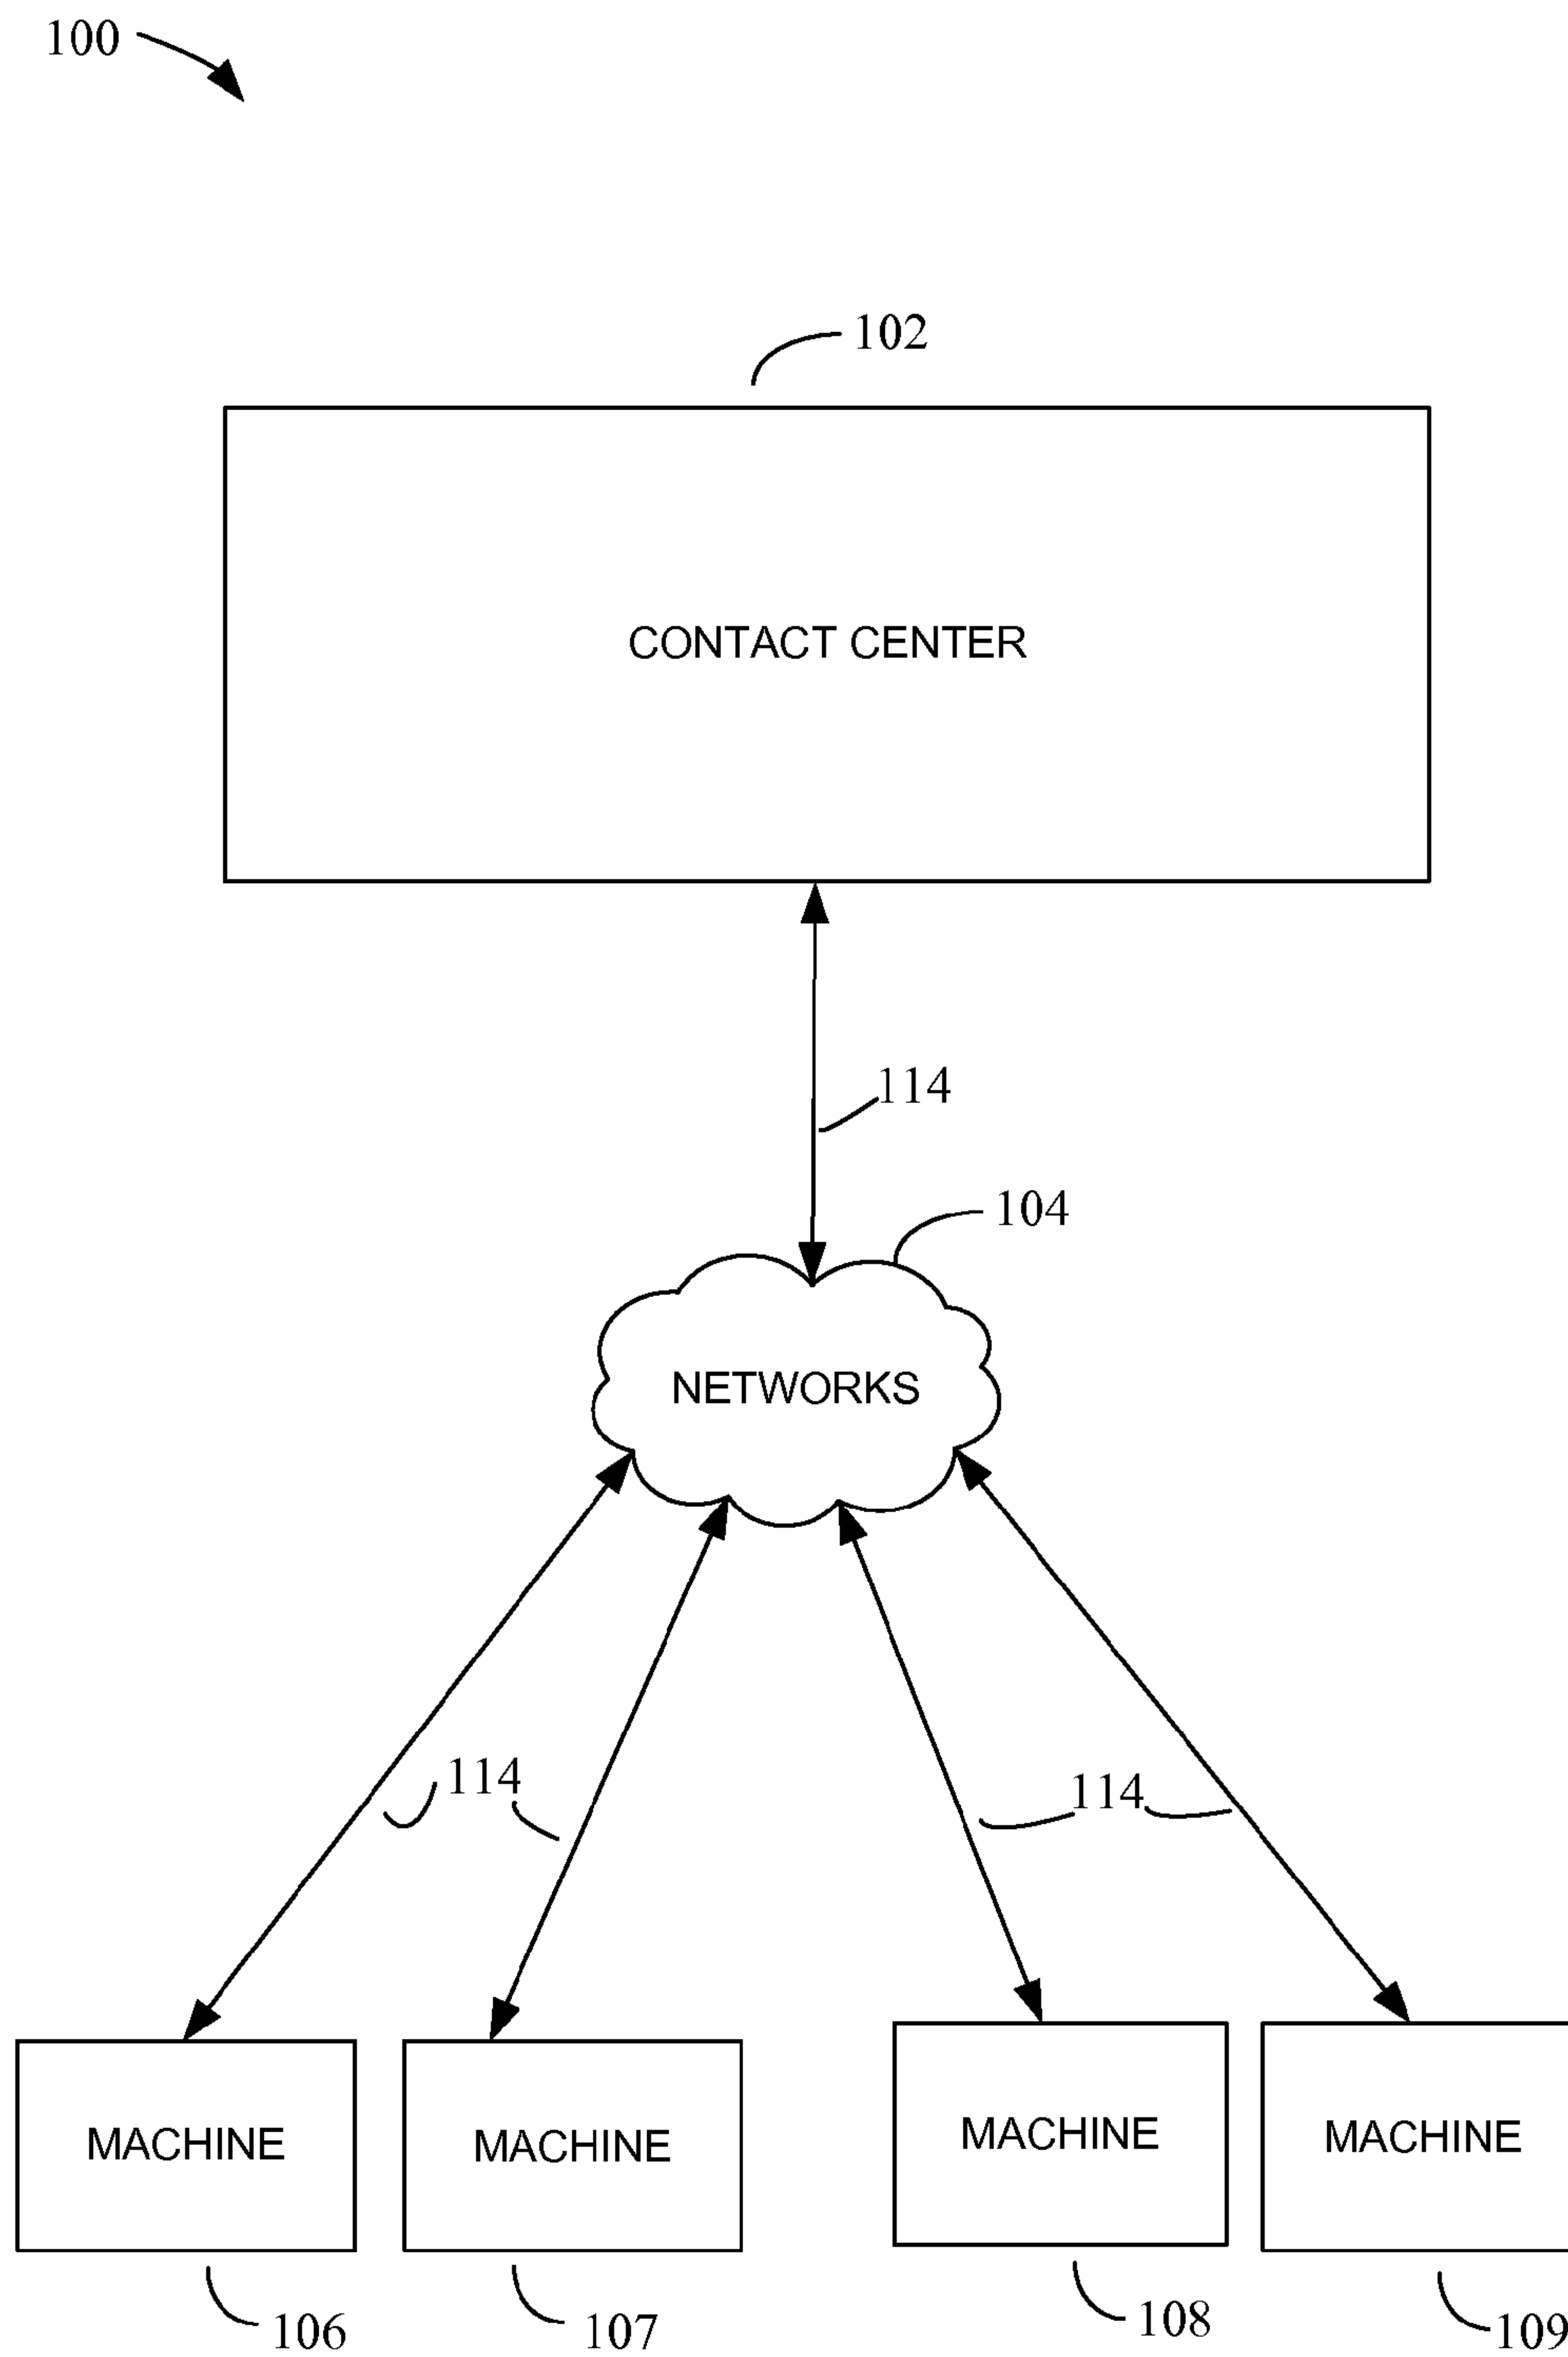 100
102
CONTACT CENTER
114
104
NETWORKS
114
114
MACHINE
MACHINE
MACHINE
MACHINE
106
107
108
109